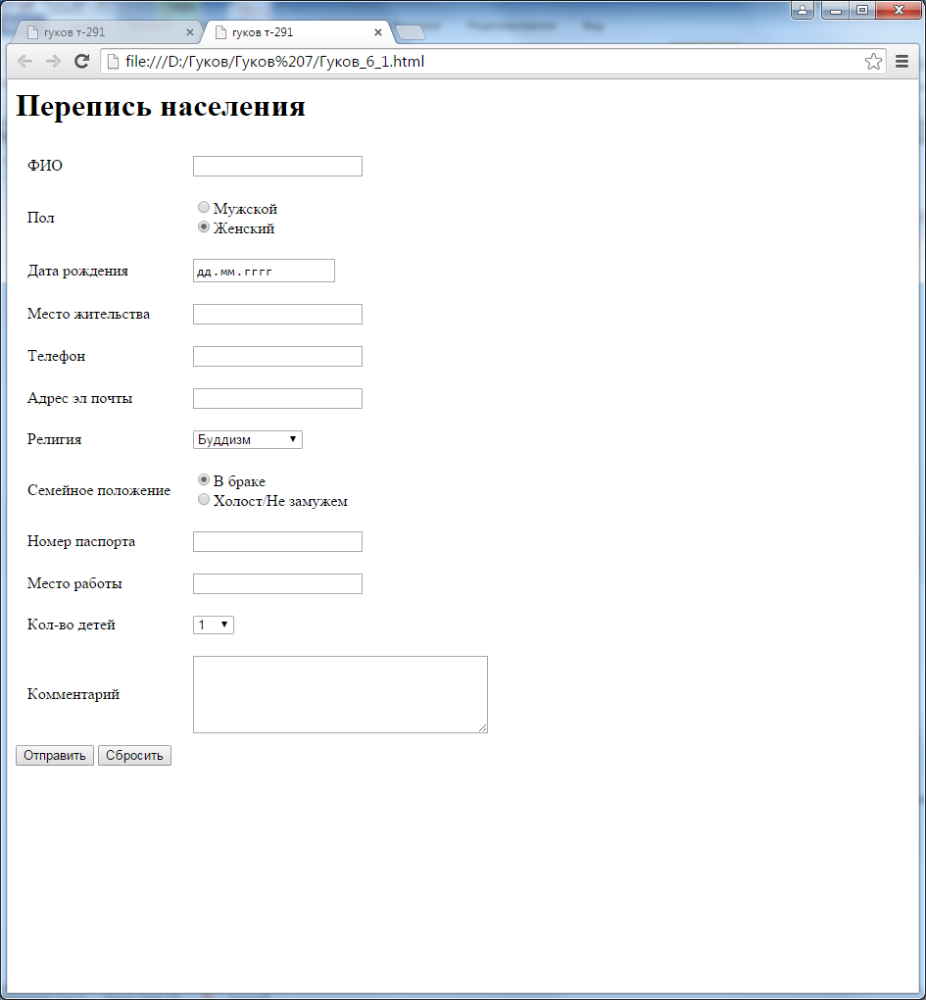 гуков т-291
гуков т-291
file:///D:/Гуков/Гуков%207/Гуков_6_1.html
Перепись населения
ФИО
Пол
Мужской
Женский
Дата рождения
дд.мм.гггг
Место жительства
Телефон
Адрес эл почты
Религия
Буддизм
Семейное положение
В браке
Холост/Не замужем
Номер паспорта
Место работы
Кол-во детей
1
Комментарий
Отправить
Сбросить